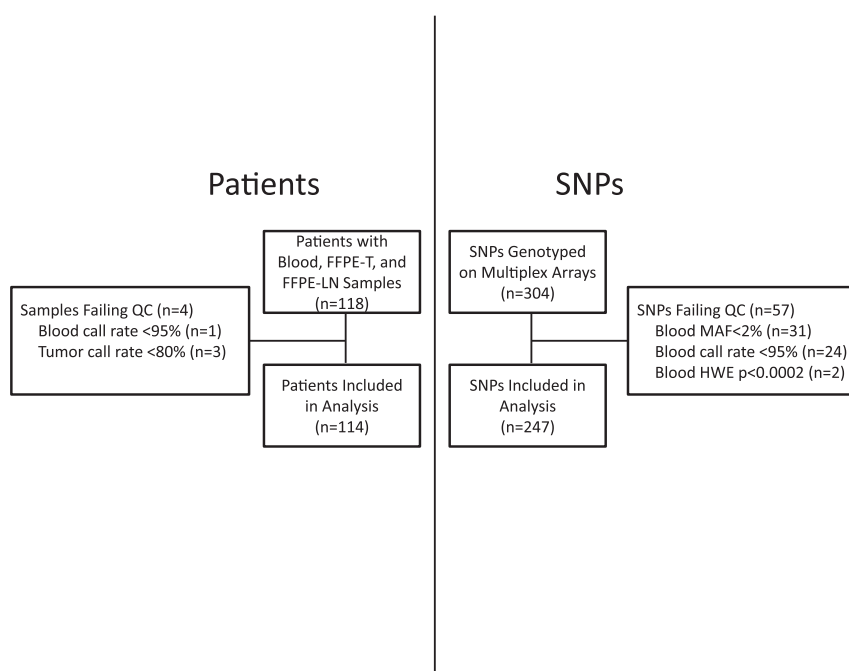 Patients
Patients with
Blood, FFPE-T, and
FFPE-LN Samples
(n=118)
Samples Failing QC (n=4)
Blood call rate <95% (n=1)
Tumor call rate <80% (n=3)
Patients Included
in Analysis
(n=114)
SNPs
SNPs Genotyped
on Multiplex Arrays
(n=304)
SNPs Failing QC (n=57)
Blood MAF<2% (n=31)
Blood call rate <95% (n=24)
Blood HWE p<0.0002 (n=2)
SNPs Included in
Analysis
(n=247)